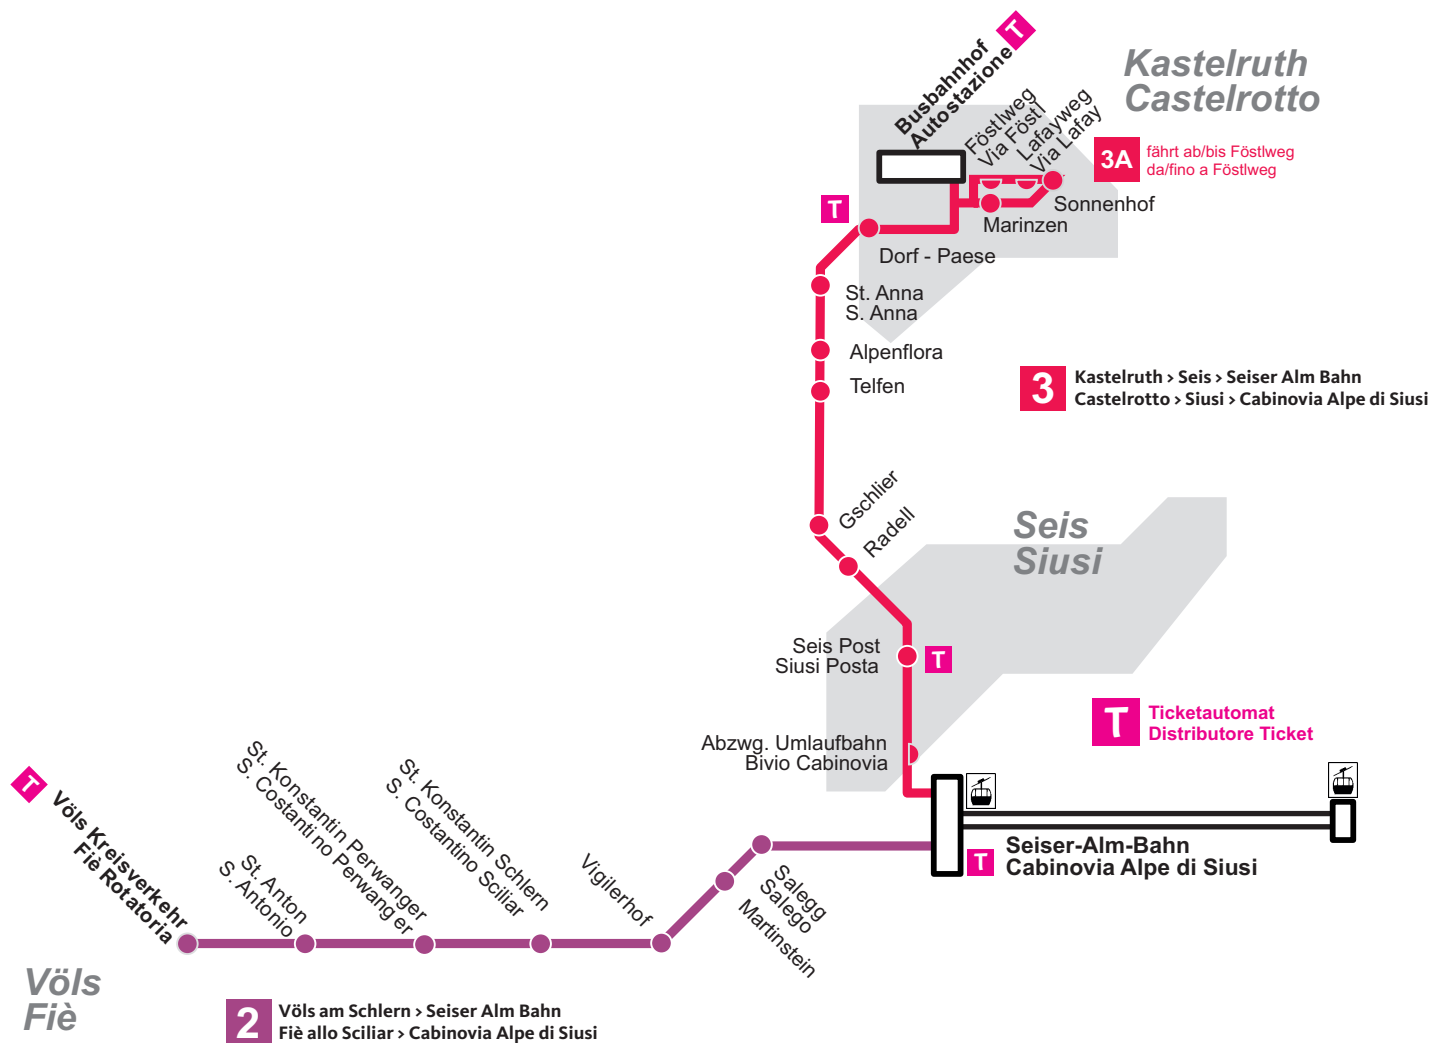 T
Busbahnhof
Autostazione
Kastelruth
Castelrotto
Föstlweg
Via Föstl
Lafayweg
Via Lafay
3A
fährt ab/bis Föstlweg
da/fino a Föstlweg
Sonnenhof
Marinzen
T
Dorf - Paese
St. Anna
S. Anna
Alpenflora
Telfen
3
Kastelruth › Seis › Seiser Alm Bahn
Castelrotto › Siusi › Cabinovia Alpe di Siusi
Gschlier
Radell
Seis
Siusi
Seis Post
Siusi Posta
T
T
Ticketautomat
Distributore Ticket
Abzwg. Umlaufbahn
Bivio Cabinovia
T
Seiser-Alm-Bahn
Cabinovia Alpe di Siusi
T
Völs Kreisverkehr
Fiè Rotatoria
St. Anton
S. Antonio
St. Konstantin Perwanger
S. Costantino Perwanger
St. Konstantin Schlern
S. Costantino Sciliar
Vigilerhof
Salegg
Salego
Martinstein
Völs
Fiè
2
Völs am Schlern › Seiser Alm Bahn
Fiè allo Sciliar › Cabinovia Alpe di Siusi